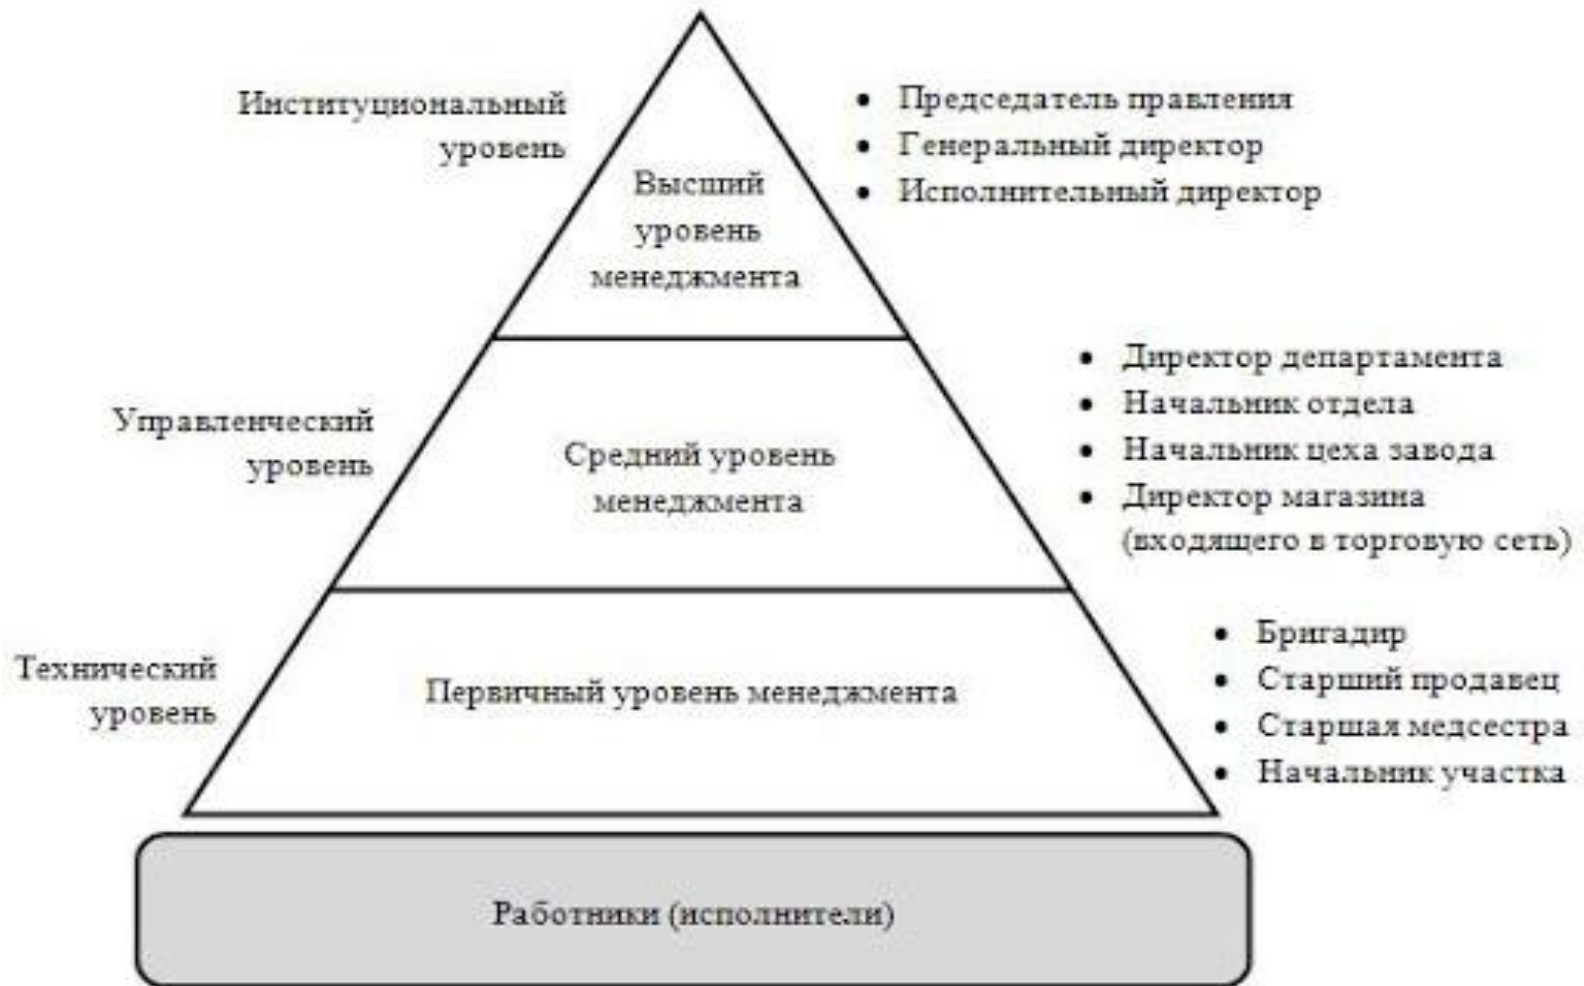 Институциональный
уровень
• Председатель правления
• Генеральный директор
• Исполнительный директор
Высший
уровень
менеджмента
Управленческий
уровень
Средний уровень
менеджмента
• Директор департамента
• Начальник отдела
• Начальник цеха завода
• Директор магазина
(входящего в торговую сеть)
Технический
уровень
Первичный уровень менеджмента
• Бригадир
• Старший продавец
• Старшая медсестра
• Начальник участка
Работники (исполнители)